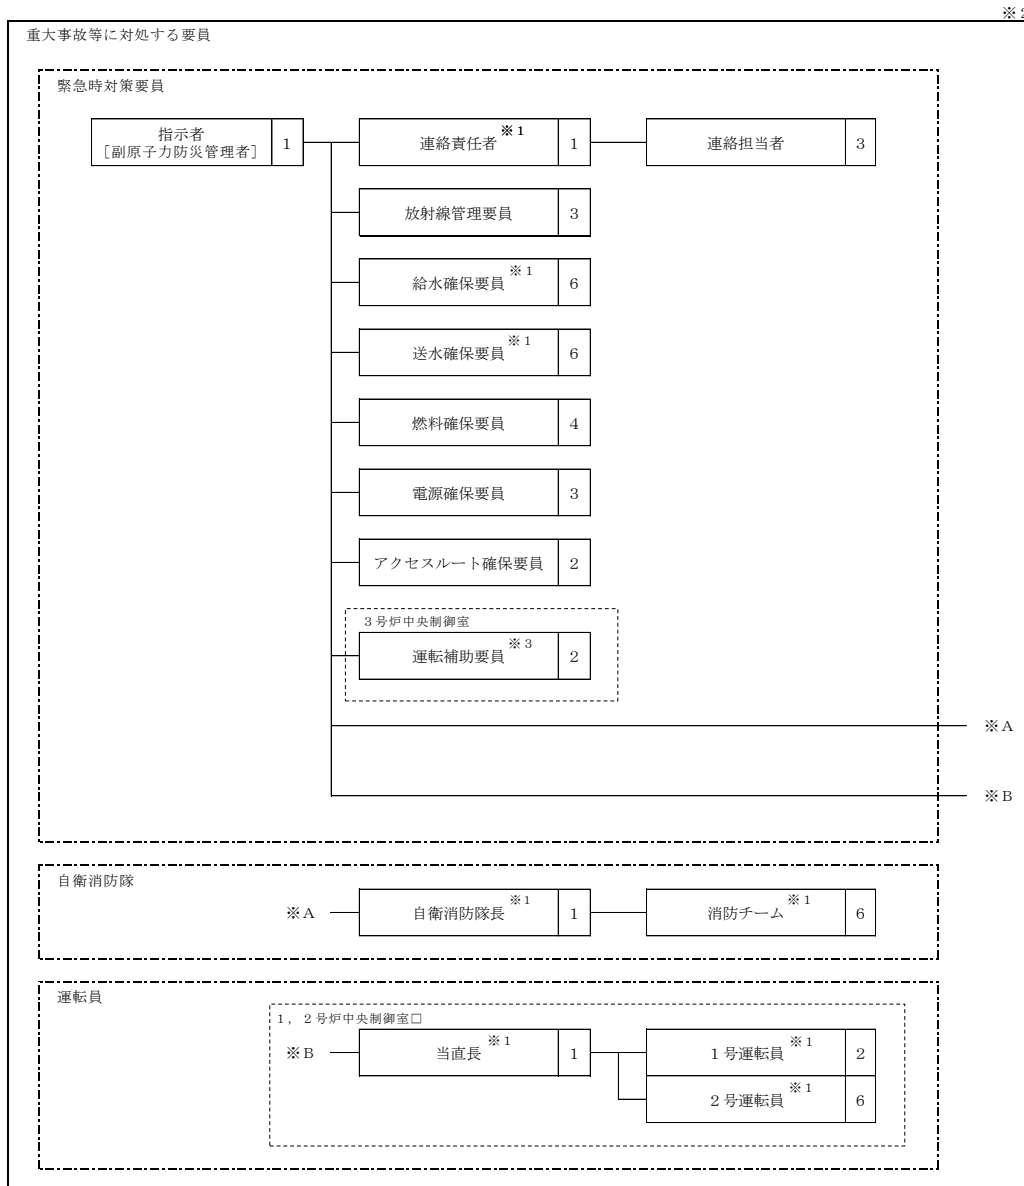 ※2
重大事故等に対処する要員
緊急時対策要員
指示者
［副原子力防災管理者］
1
連絡責任者※1
1
連絡担当者
3
放射線管理要員
3
給水確保要員※1
6
送水確保要員※1
6
燃料確保要員
4
電源確保要員
3
アクセスルート確保要員
2
3号炉中央制御室
運転補助要員※3
2
※A
※B
自衛消防隊
※A
自衛消防隊長※1
1
消防チーム※1
6
運転員
1，2号炉中央制御室□
※B
当直長※1
1
1号運転員※1
2
2号運転員※1
6